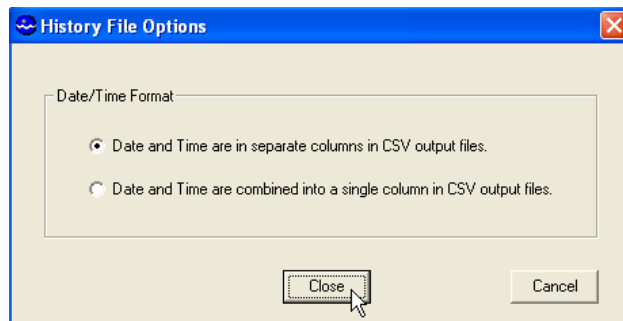 History File Options
Date/Time Format
Date and Time are in separate columns in CSV output files.
Date and Time are combined into a single column in CSV output files.
Close
Cancel